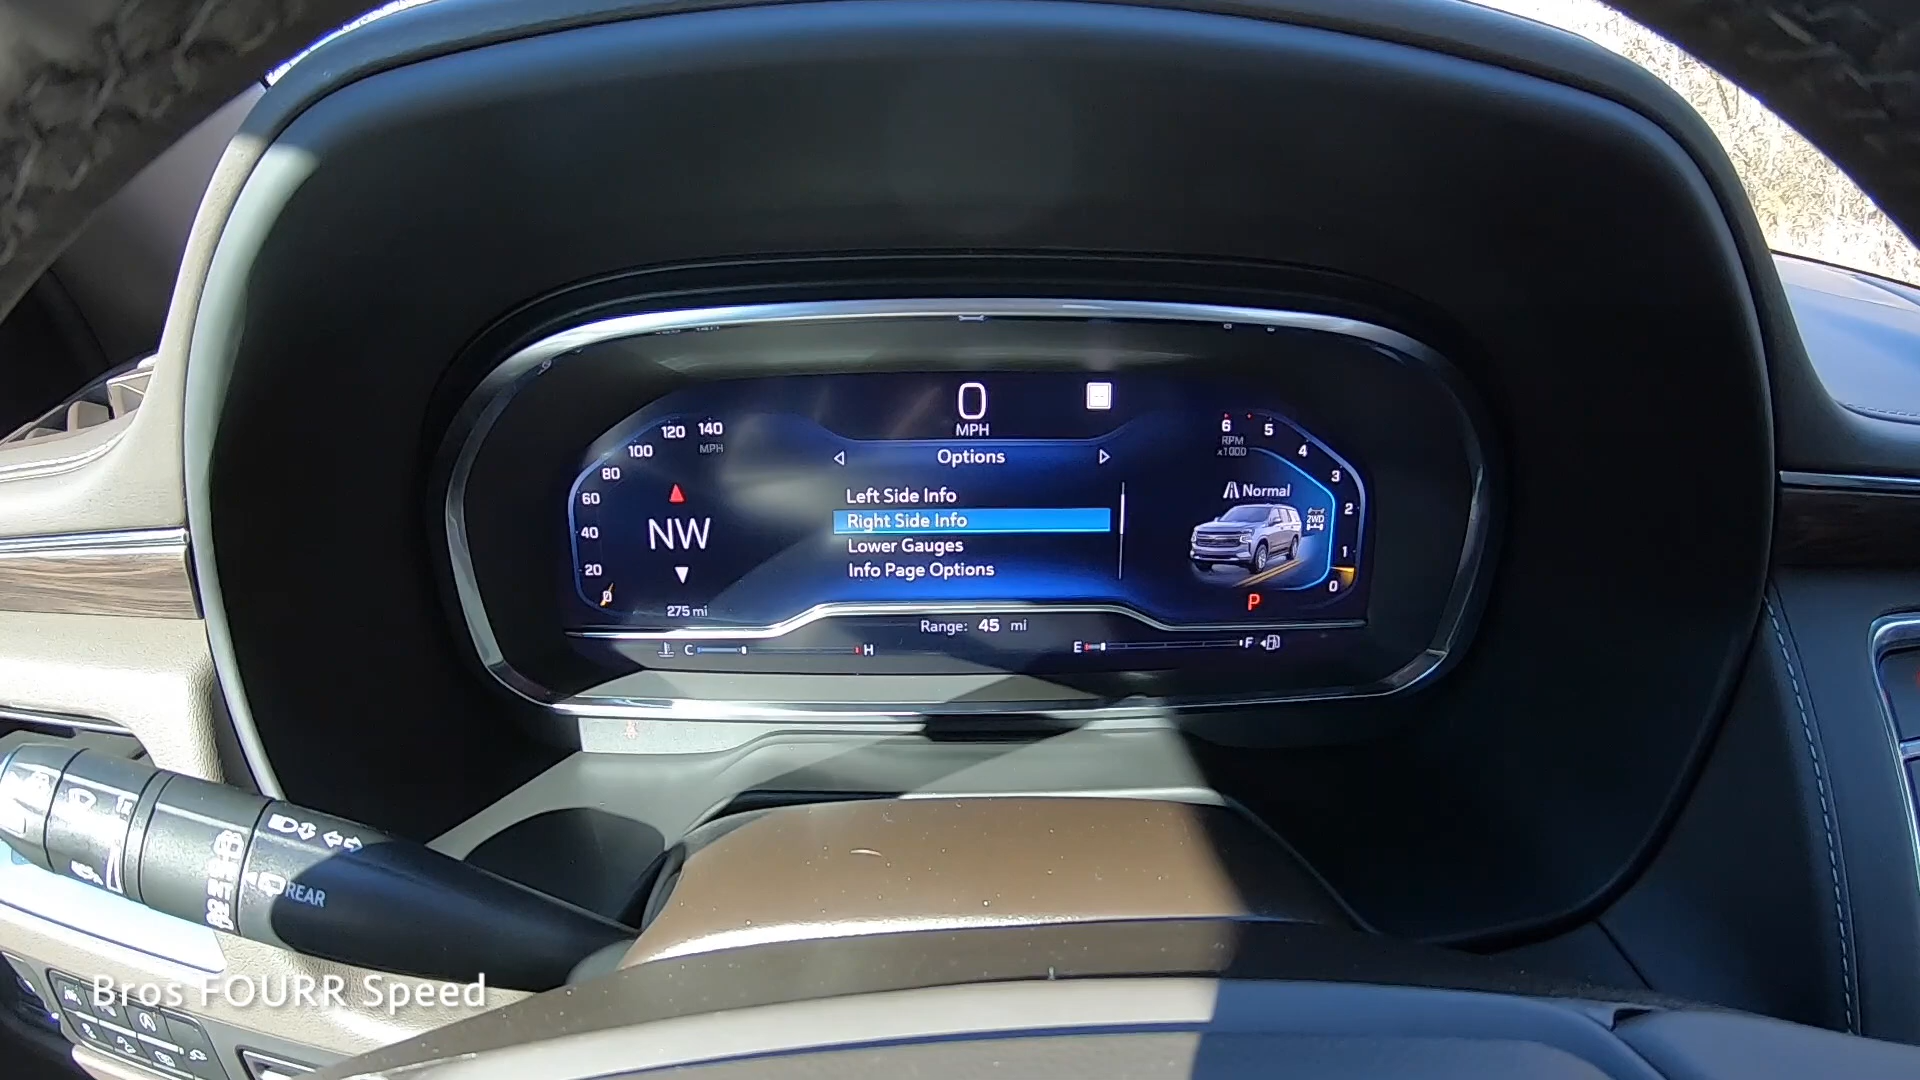 0
MPH
Options
Left Side Info
Right Side Info
Lower Gauges
Info Page Options
140
120
100
80
60
40
20
0
MPH
NW
275 mi
6
5
4
3
2
1
0
RPM
x1000
Normal
2WD
P
Range: 45 mi
C H
E F
REAR
INT
Bros FOURR Speed